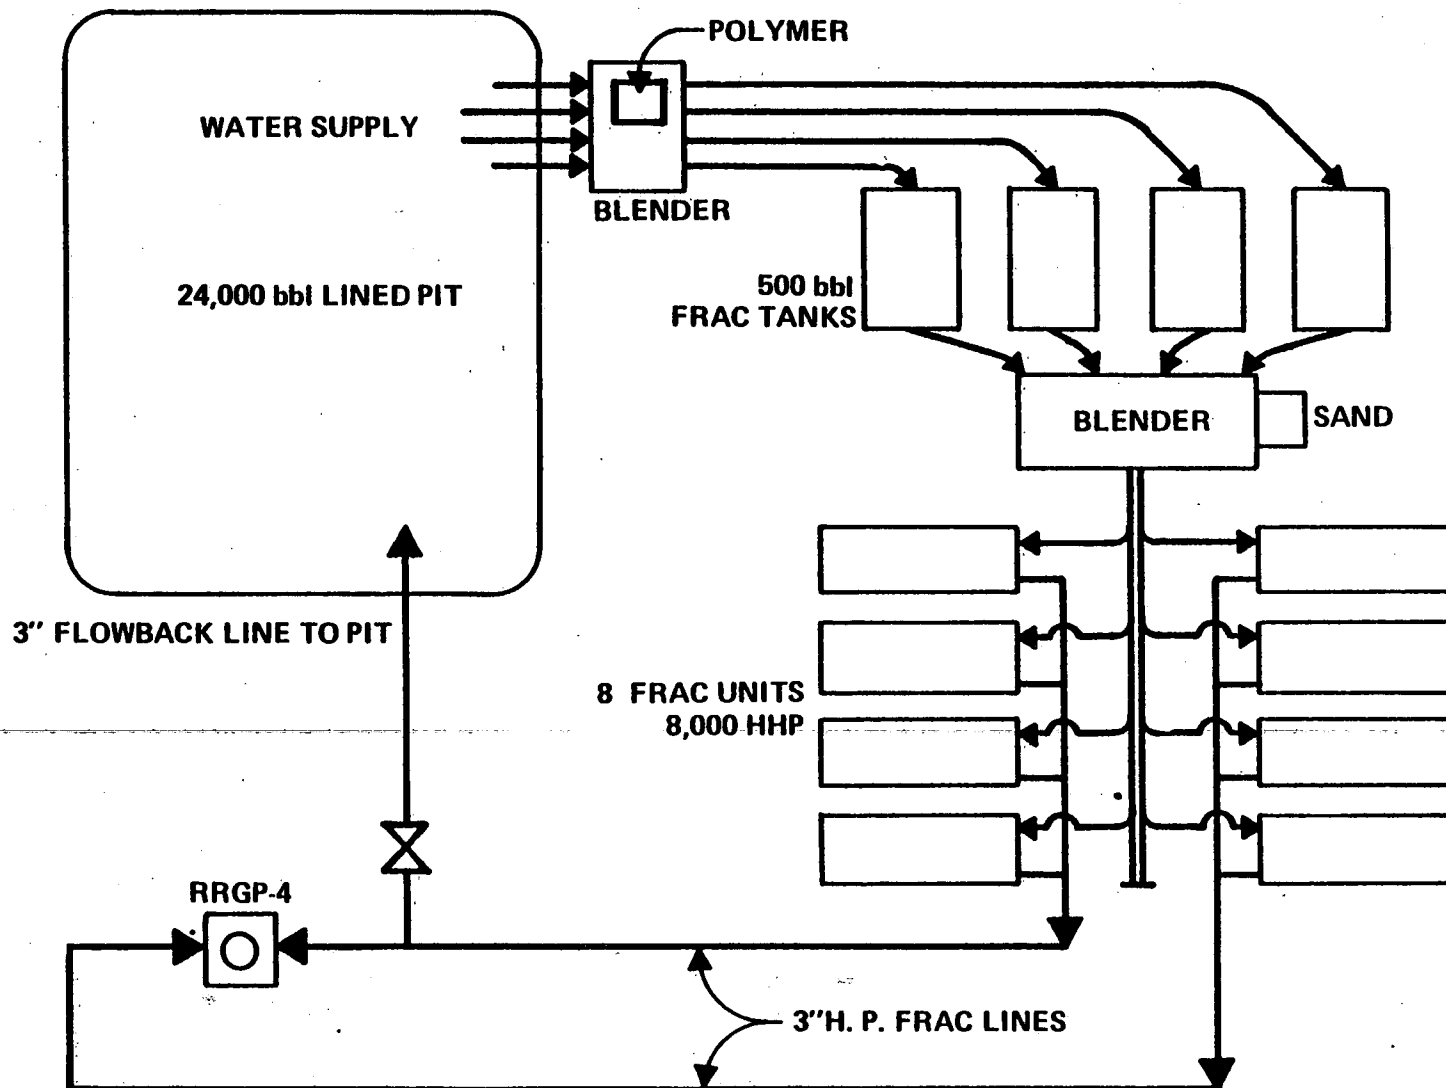 POLYMER
WATER SUPPLY
BLENDER
24,000 bbl LINED PIT
500 bbl
FRAC TANKS
BLENDER
SAND
3" FLOWBACK LINE TO PIT
8 FRAC UNITS
8,000 HHP
RRGP-4
3"H. P. FRAC LINES